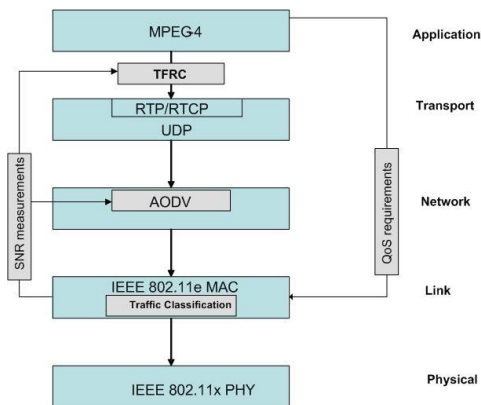 MPEG-4
Application
TFRC
RTP/RTCP
Transport
UDP
SNR measurements
QoS requirements
AODV
Network
IEEE 802.11e MAC
Link
Traffic Classification
Physical
IEEE 802.11x PHY